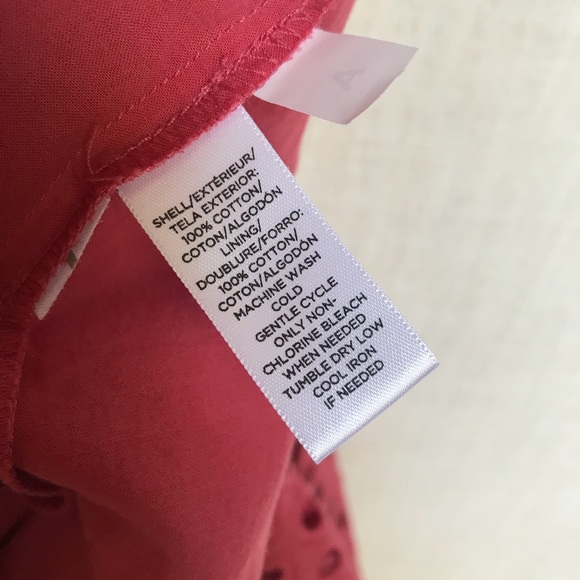 SHELL/EXTÉRIEUR/
TELA EXTERIOR:
100% COTTON/
COTON/ALGODÓN
LINING/
DOUBLURE/FORRO:
100% COTTON/
COTON/ALGODÓN
MACHINE WASH
COLD
GENTLE CYCLE
ONLY NON-
CHLORINE BLEACH
WHEN NEEDED
TUMBLE DRY LOW
COOL IRON
IF NEEDED
A